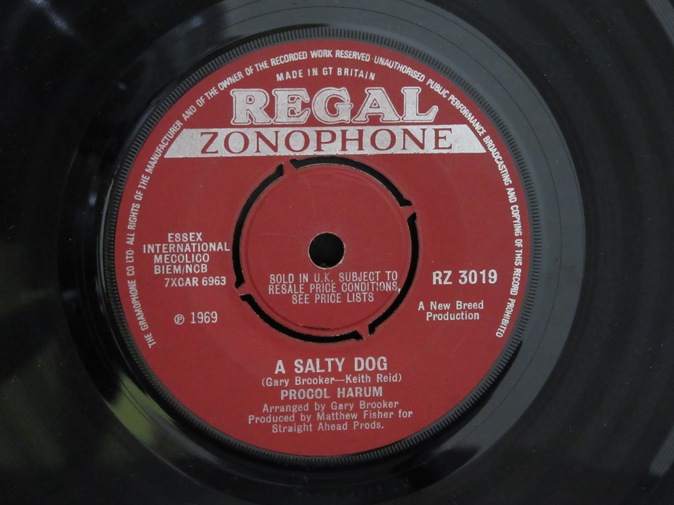 THE GRAMOPHONE CO LTD. ALL RIGHTS OF THE MANUFACTURER AND OF THE OWNER OF THE RECORDED WORK RESERVED·UNAUTHORISED PUBLIC PERFORMANCE BROADCASTING AND COPYING OF THIS RECORD PROHIBITED
MADE IN GT BRITAIN
REGAL
ZONOPHONE
ESSEX
INTERNATIONAL
MECOLICO
BIEM/NCB
7XCAR 6963
℗ 1969
SOLD IN U.K. SUBJECT TO
RESALE PRICE CONDITIONS,
SEE PRICE LISTS
RZ 3019
A New Breed
Production
A SALTY DOG
(Gary Brooker—Keith Reid)
PROCOL HARUM
Arranged by Gary Brooker
Produced by Matthew Fisher for
Straight Ahead Prods.